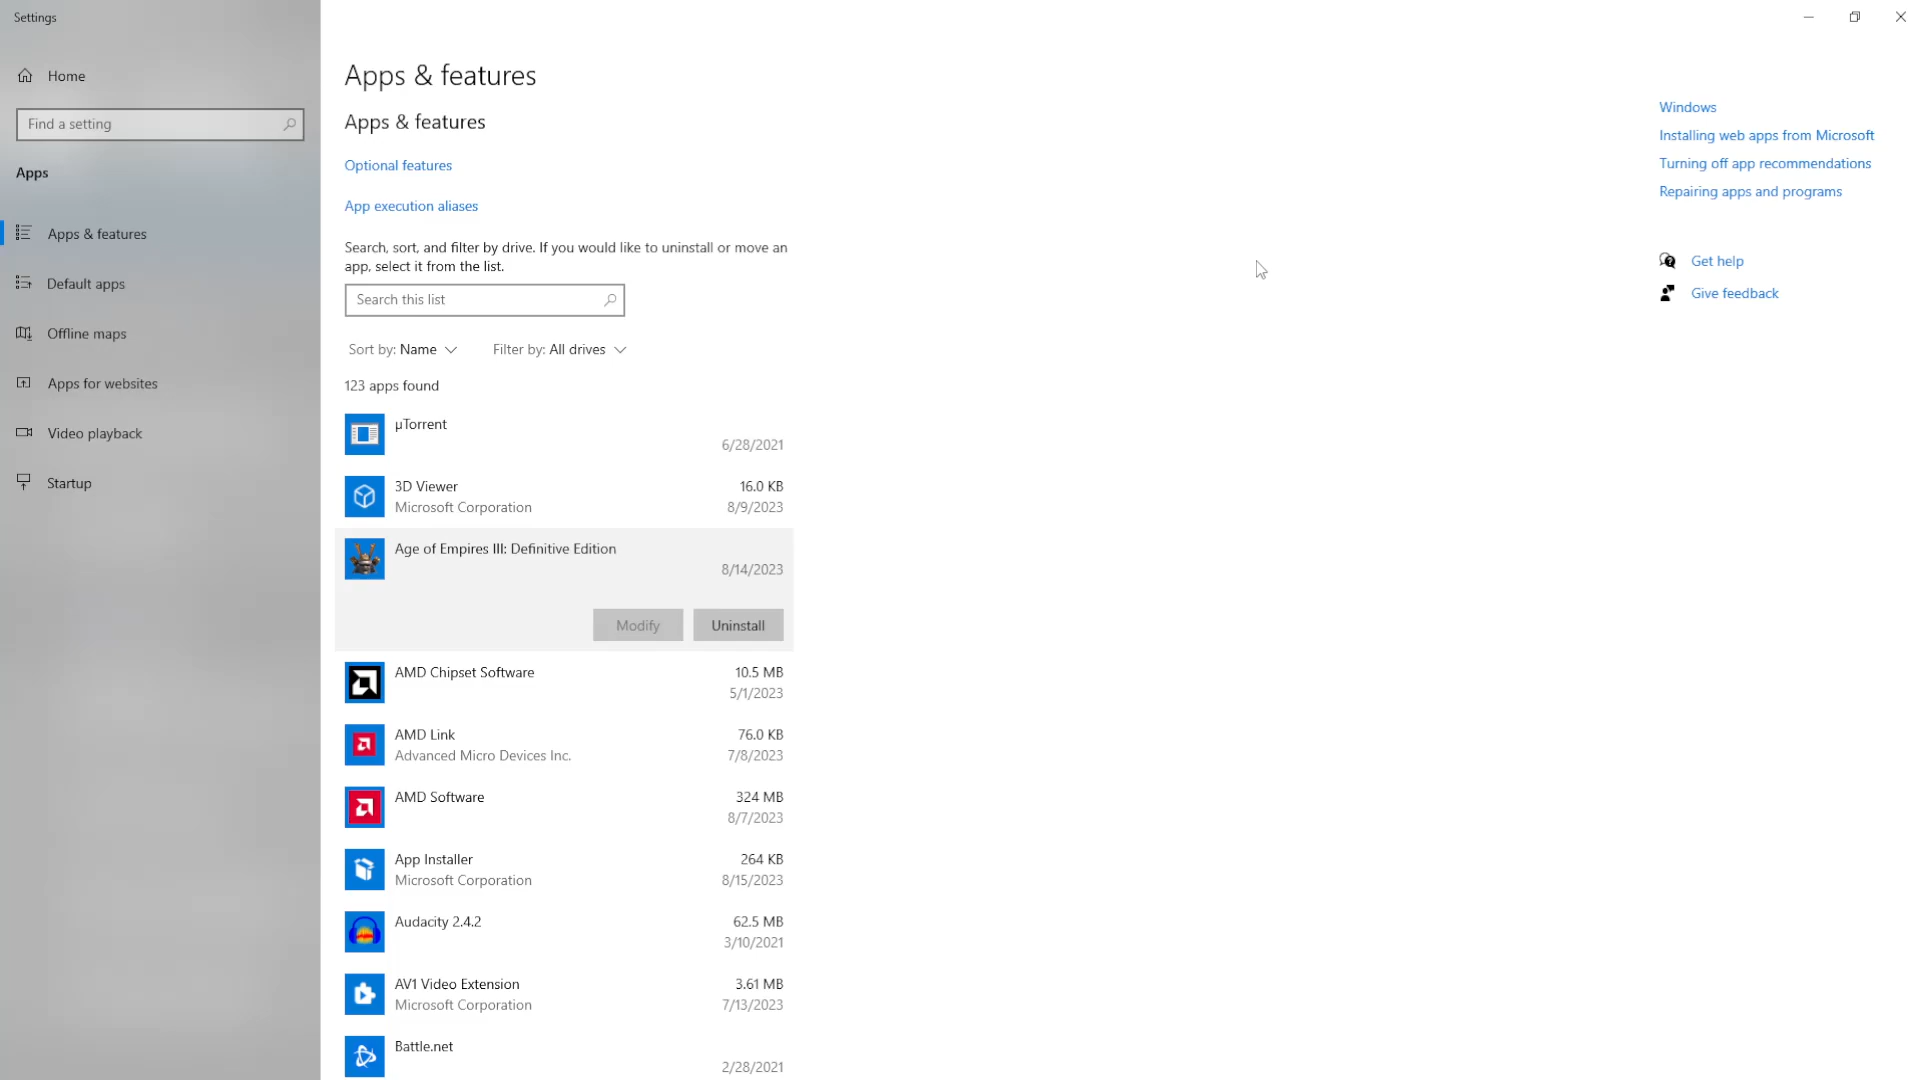 Settings
Home
Find a setting
Apps
Apps & features
Default apps
Offline maps
Apps for websites
Video playback
Startup
Apps & features
Apps & features
Optional features
App execution aliases
Search, sort, and filter by drive. If you would like to uninstall or move an
app, select it from the list.
Search this list
Sort by: Name
Filter by: All drives
123 apps found
µTorrent
6/28/2021
3D Viewer
16.0 KB
Microsoft Corporation
8/9/2023
Age of Empires III: Definitive Edition
8/14/2023
Modify
Uninstall
AMD Chipset Software
10.5 MB
5/1/2023
AMD Link
76.0 KB
Advanced Micro Devices Inc.
7/8/2023
AMD Software
324 MB
8/7/2023
App Installer
264 KB
Microsoft Corporation
8/15/2023
Audacity 2.4.2
62.5 MB
3/10/2021
AV1 Video Extension
3.61 MB
Microsoft Corporation
7/13/2023
Battle.net
2/28/2021
Windows
Installing web apps from Microsoft
Turning off app recommendations
Repairing apps and programs
Get help
Give feedback